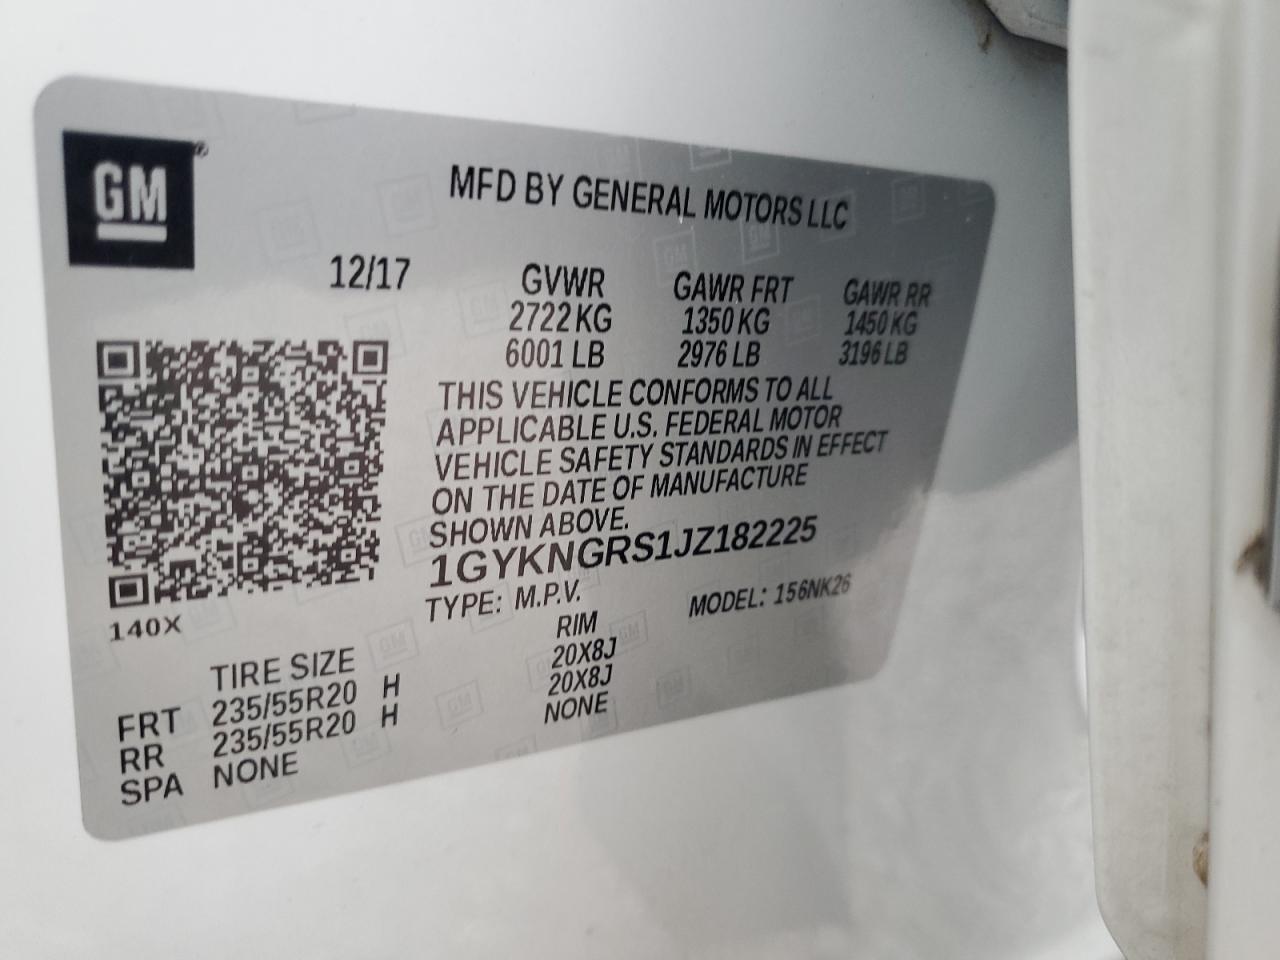 GM®
MFD BY GENERAL MOTORS LLC
12/17 GVWR GAWR FRT GAWR RR
2722 KG 1350 KG 1450 KG
6001 LB 2976 LB 3196 LB
THIS VEHICLE CONFORMS TO ALL
APPLICABLE U.S. FEDERAL MOTOR
VEHICLE SAFETY STANDARDS IN EFFECT
ON THE DATE OF MANUFACTURE
SHOWN ABOVE.
1GYKNGRS1JZ182225
TYPE: M.P.V. MODEL: 156NK26
140X
TIRE SIZE RIM
FRT 235/55R20 H 20X8J
RR 235/55R20 H 20X8J
SPA NONE NONE